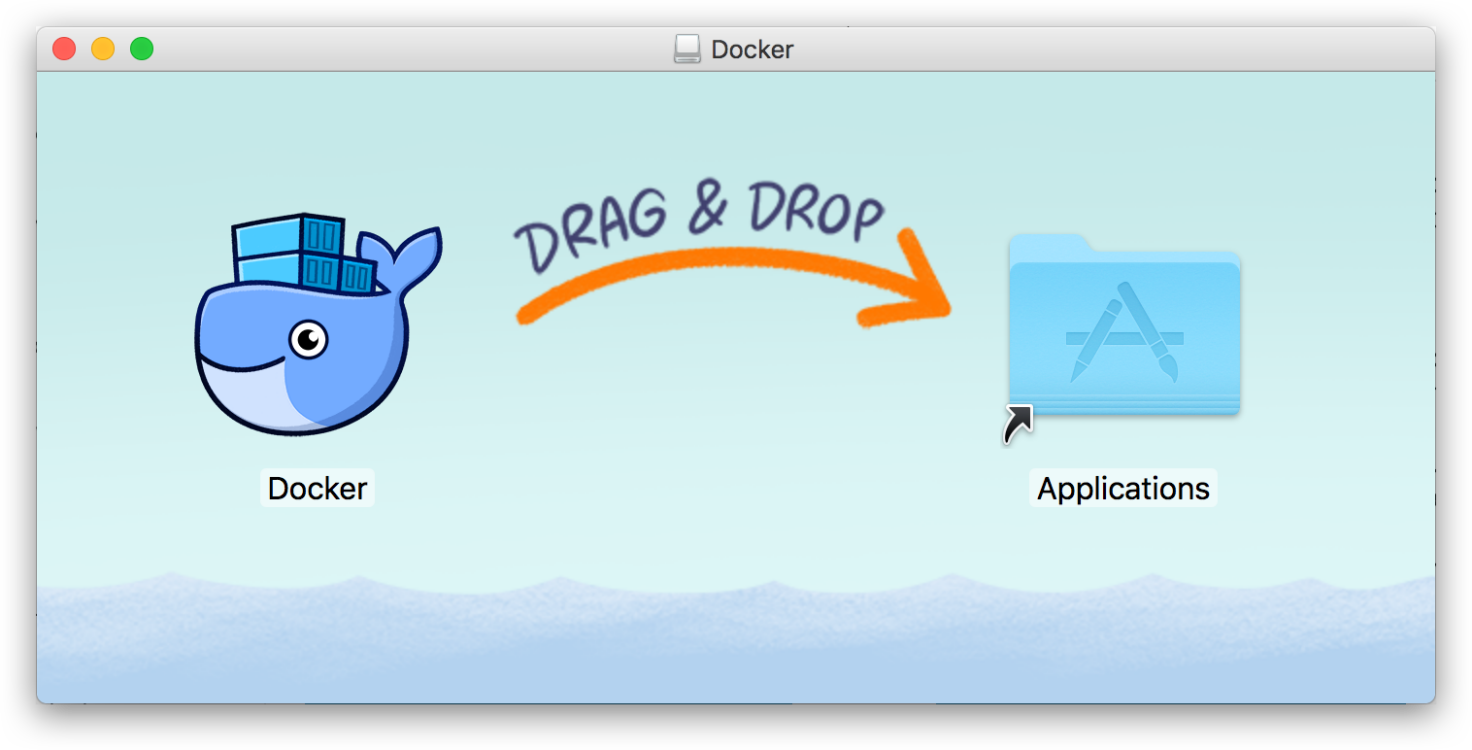 Docker
DRAG & DROP
Docker
Applications